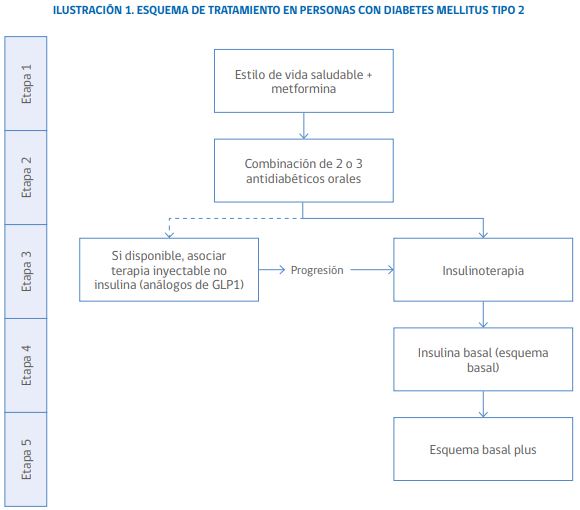 ILUSTRACIÓN 1. ESQUEMA DE TRATAMIENTO EN PERSONAS CON DIABETES MELLITUS TIPO 2
Etapa 1
Estilo de vida saludable +
metformina
Etapa 2
Combinación de 2 o 3
antidiabéticos orales
Etapa 3
Si disponible, asociar
terapia inyectable no
insulina (análogos de GLP1)
Progresión
Insulinoterapia
Etapa 4
Insulina basal (esquema
basal)
Etapa 5
Esquema basal plus